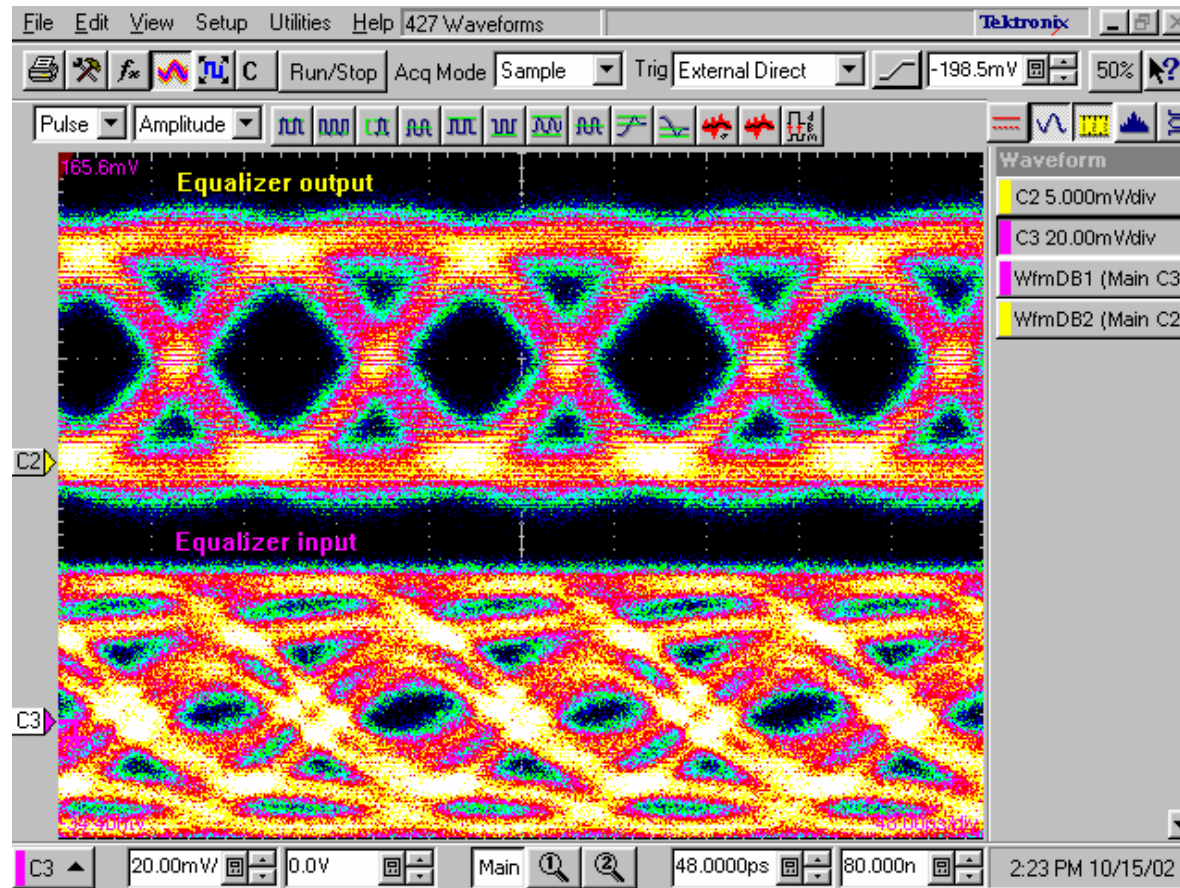 File Edit View Setup Utilities Help 427 Waveforms Tektronix
C Run/Stop Acq Mode Sample Trig External Direct -198.5mV 50% ?
Pulse Amplitude
165.6mV
Equalizer output
Waveform
C2 5.000mV/div
C3 20.00mV/div
WfmDB1 (Main C3
WfmDB2 (Main C2
C2
Equalizer input
C3
C3 20.00mV/ 0.0V Main 1 2 48.0000ps 80.000n 2:23 PM 10/15/02